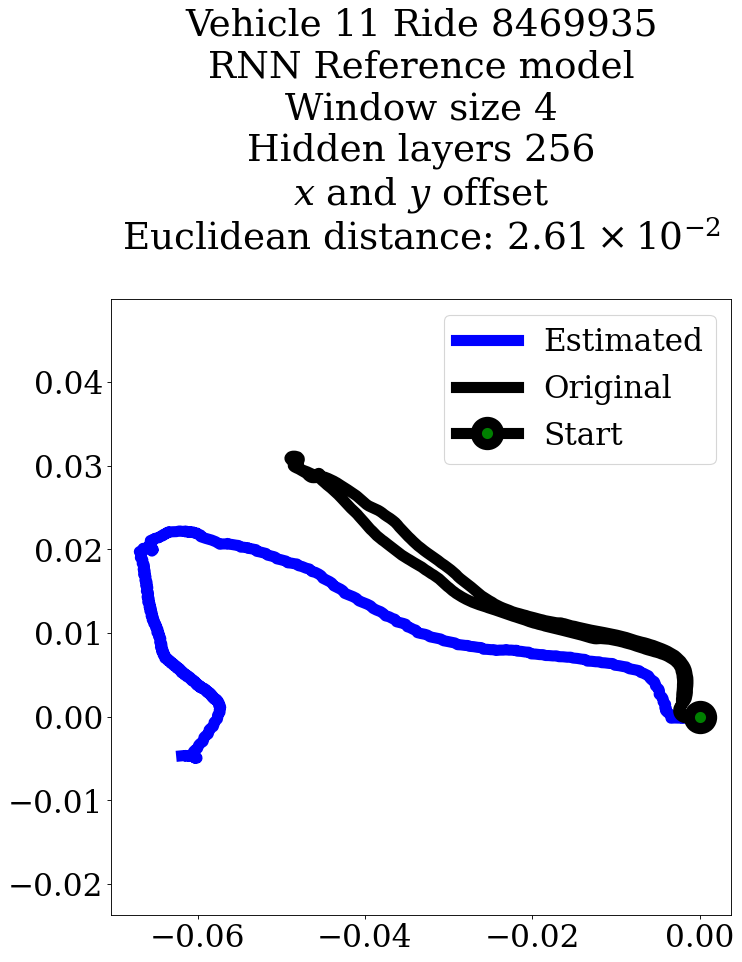 Vehicle 11 Ride 8469935
RNN Reference model
Window size 4
Hidden layers 256
x and y offset
Euclidean distance: 2.61 × 10⁻²
Estimated
Original
Start
0.04
0.03
0.02
0.01
0.00
−0.01
−0.02
−0.06 −0.04 −0.02 0.00